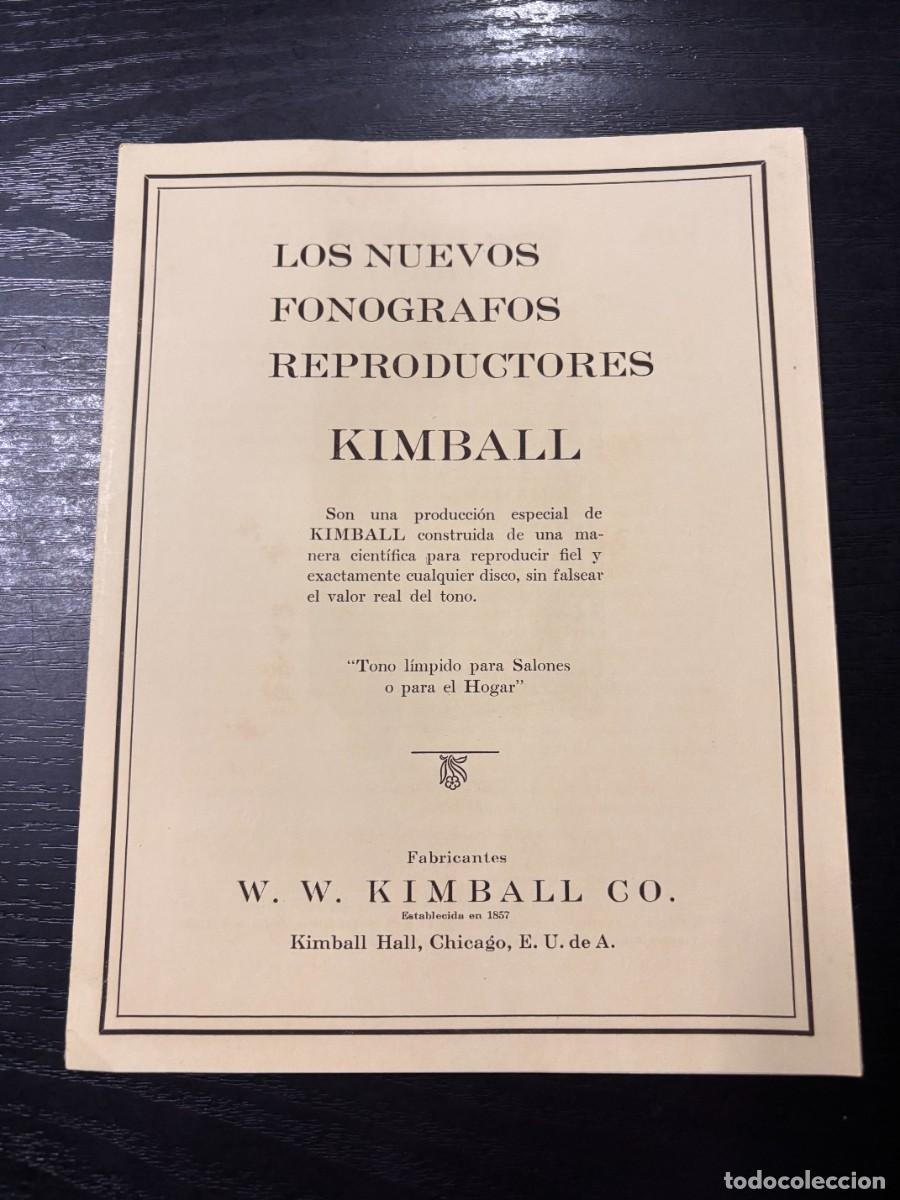 LOS NUEVOS
FONOGRAFOS
REPRODUCTORES
KIMBALL
Son una producción especial de
KIMBALL construida de una ma-
nera científica para reproducir fiel y
exactamente cualquier disco, sin falsear
el valor real del tono.
“Tono límpido para Salones
o para el Hogar”
Fabricantes
W. W. KIMBALL CO.
Establecida en 1857
Kimball Hall, Chicago, E. U. de A.
todocoleccion